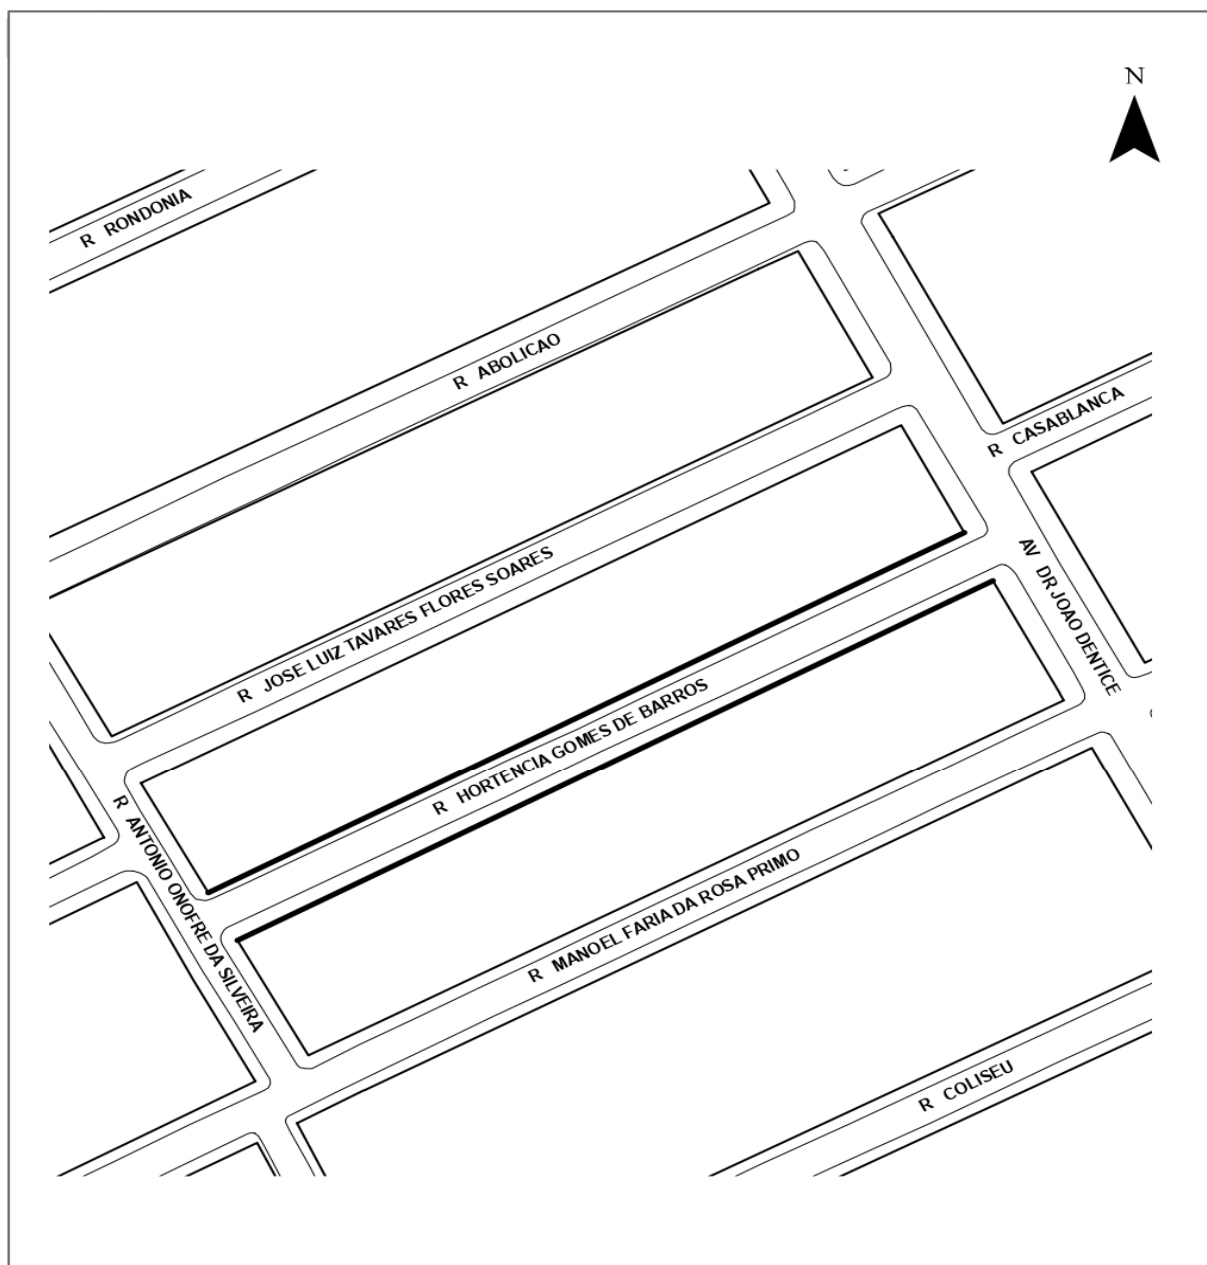 N
R RONDONIA
R ABOLICAO
R CASABLANCA
R JOSE LUIZ TAVARES FLORES SOARES
AV DR JOAO DENTICE
R HORTENCIA GOMES DE BARROS
R ANTONIO ONOFRE DA SILVEIRA
R MANOEL FARIA DA ROSA PRIMO
R COLISEU